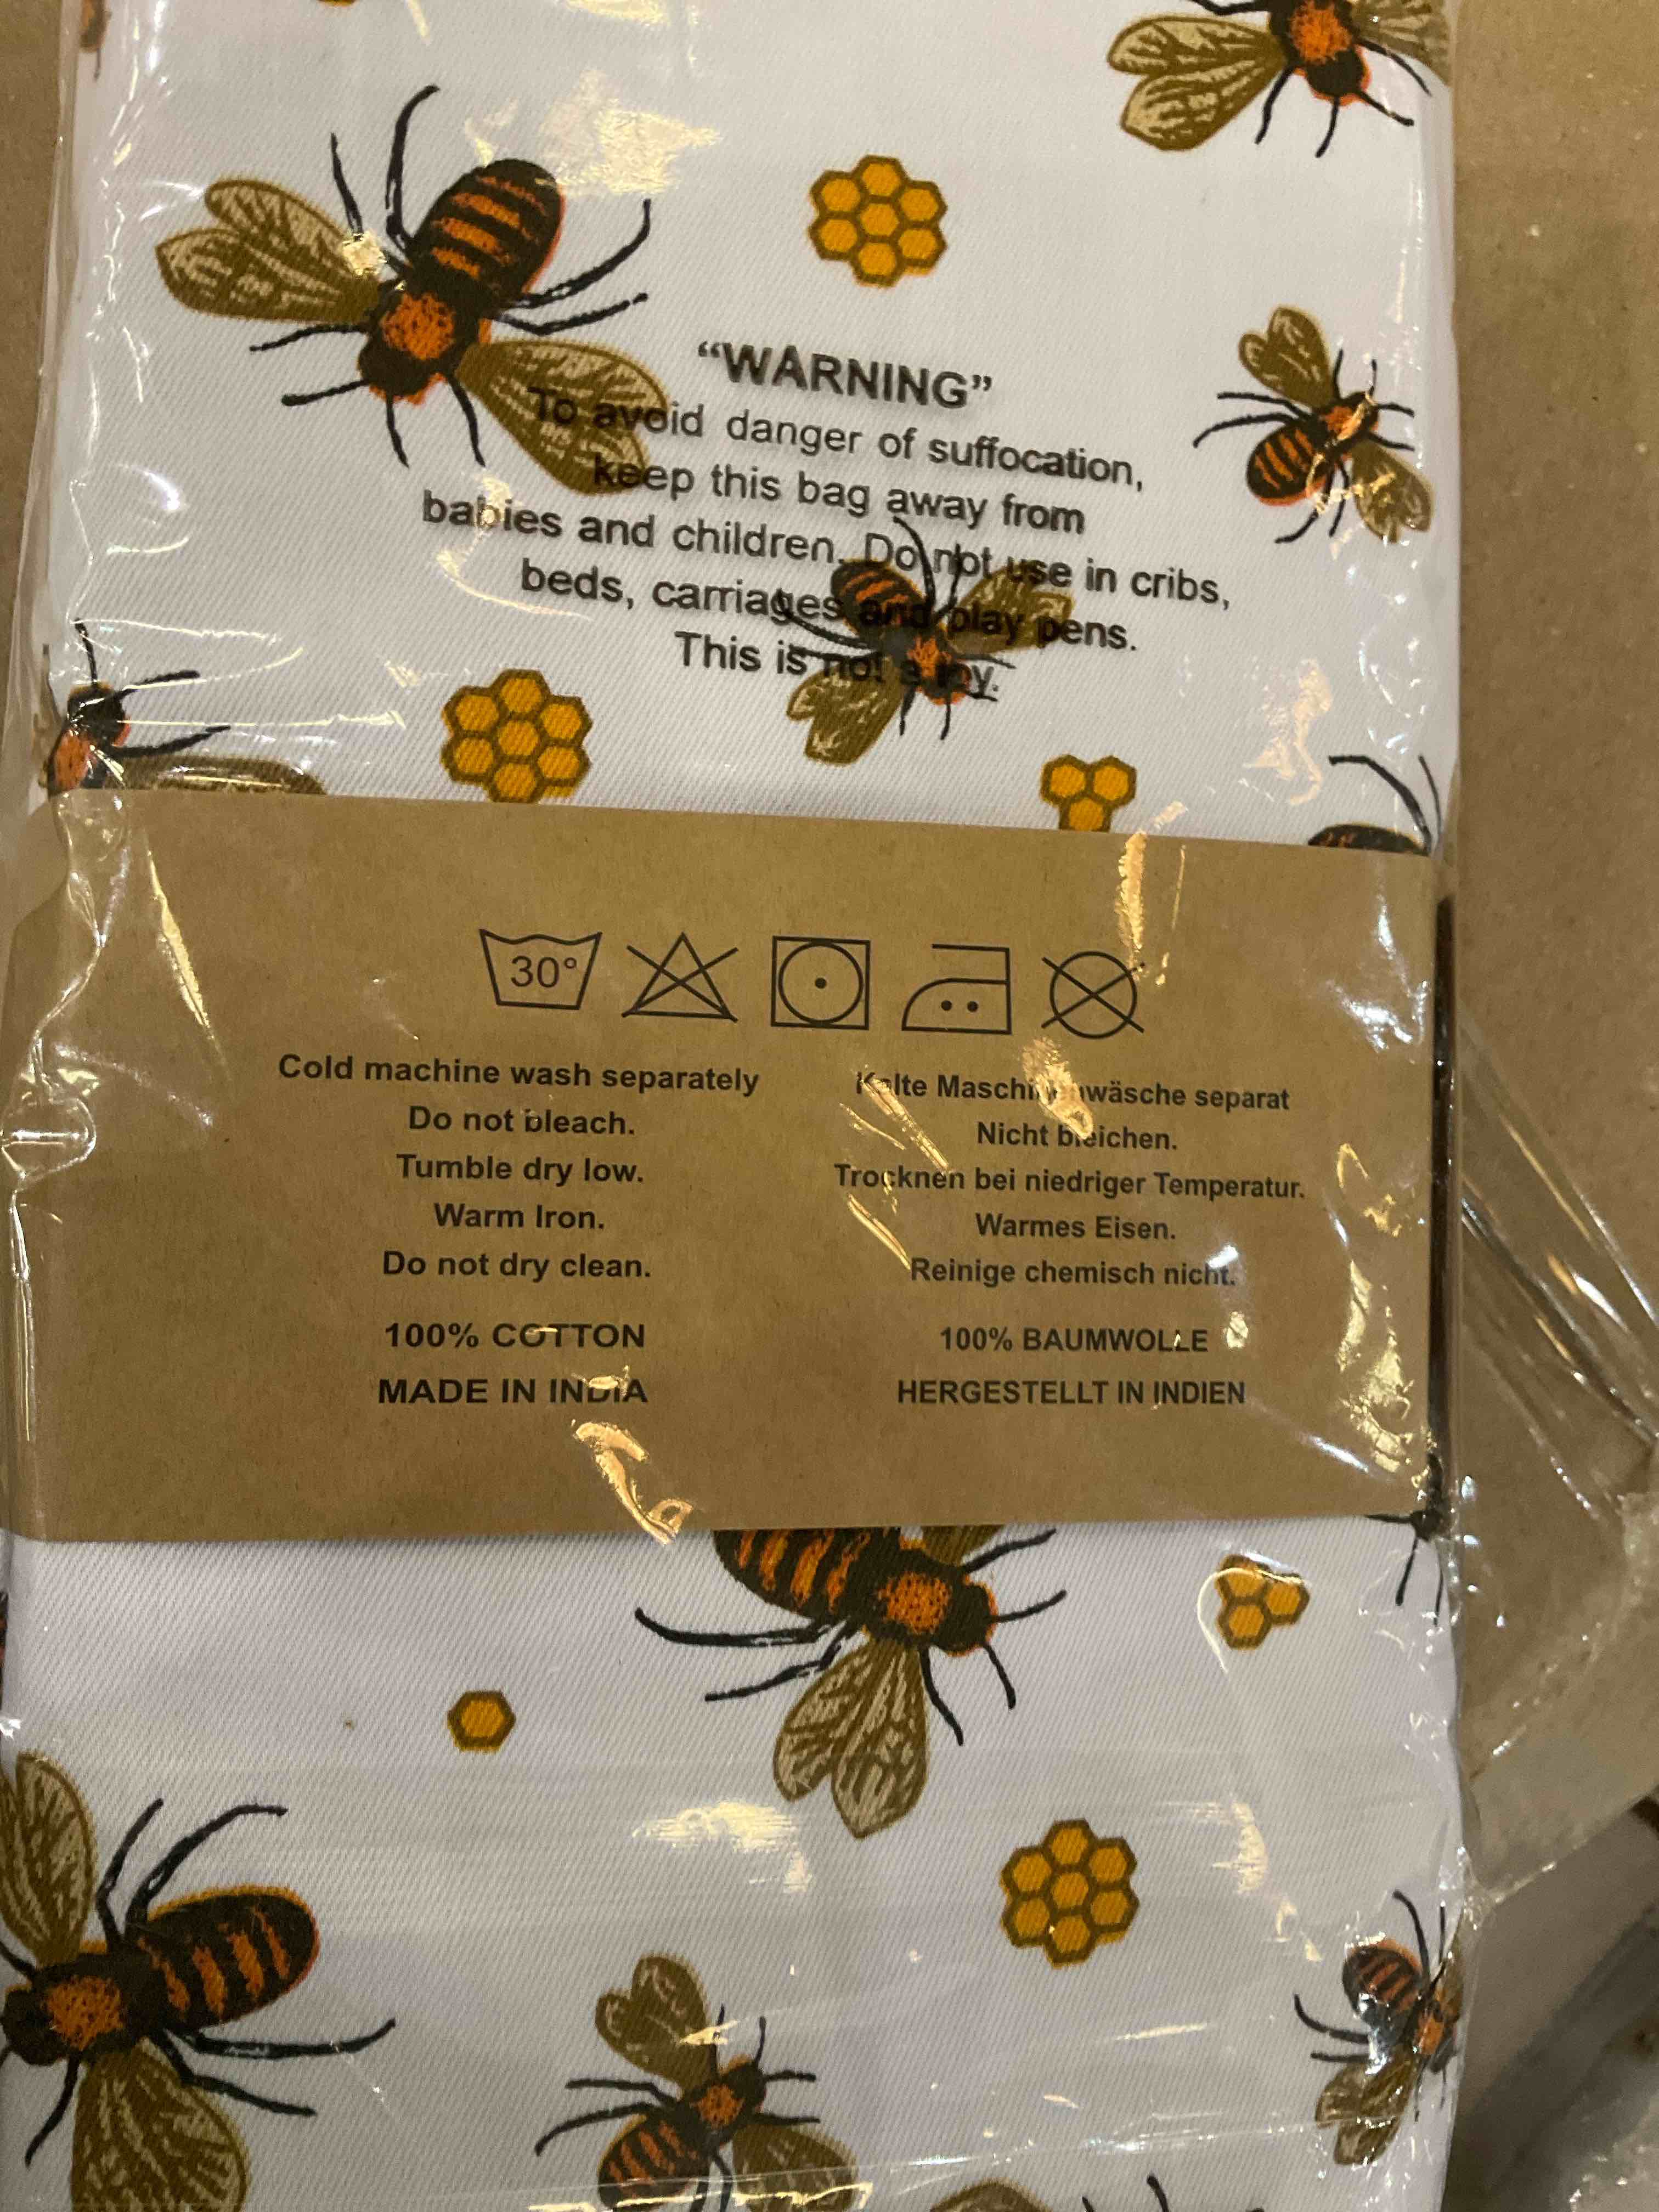 “WARNING”
To avoid danger of suffocation,
keep this bag away from
babies and children. Do not use in cribs,
beds, carriages and play pens.
This is not a toy.
30°
Cold machine wash separately
Do not bleach.
Tumble dry low.
Warm Iron.
Do not dry clean.
100% COTTON
MADE IN INDIA
Kalte Maschinenwäsche separat
Nicht bleichen.
Trocknen bei niedriger Temperatur.
Warmes Eisen.
Reinige chemisch nicht.
100% BAUMWOLLE
HERGESTELLT IN INDIEN